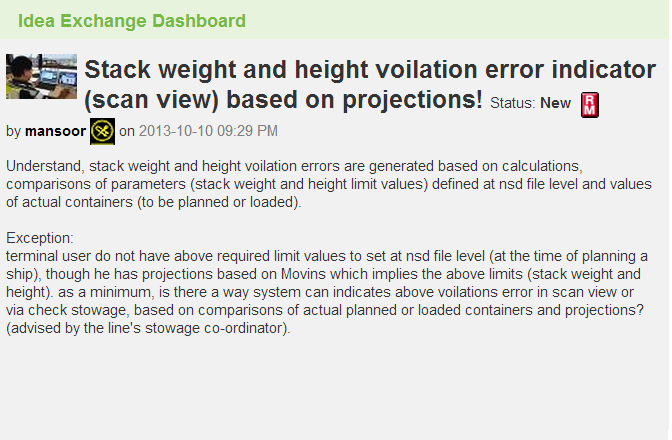 Idea Exchange Dashboard
Stack weight and height voilation error indicator
(scan view) based on projections! Status: New RM
by mansoor on 2013-10-10 09:29 PM
Understand, stack weight and height voilation errors are generated based on calculations,
comparisons of parameters (stack weight and height limit values) defined at nsd file level and values
of actual containers (to be planned or loaded).
Exception:
terminal user do not have above required limit values to set at nsd file level (at the time of planning a
ship), though he has projections based on Movins which implies the above limits (stack weight and
height). as a minimum, is there a way system can indicates above voilations error in scan view or
via check stowage, based on comparisons of actual planned or loaded containers and projections?
(advised by the line's stowage co-ordinator).